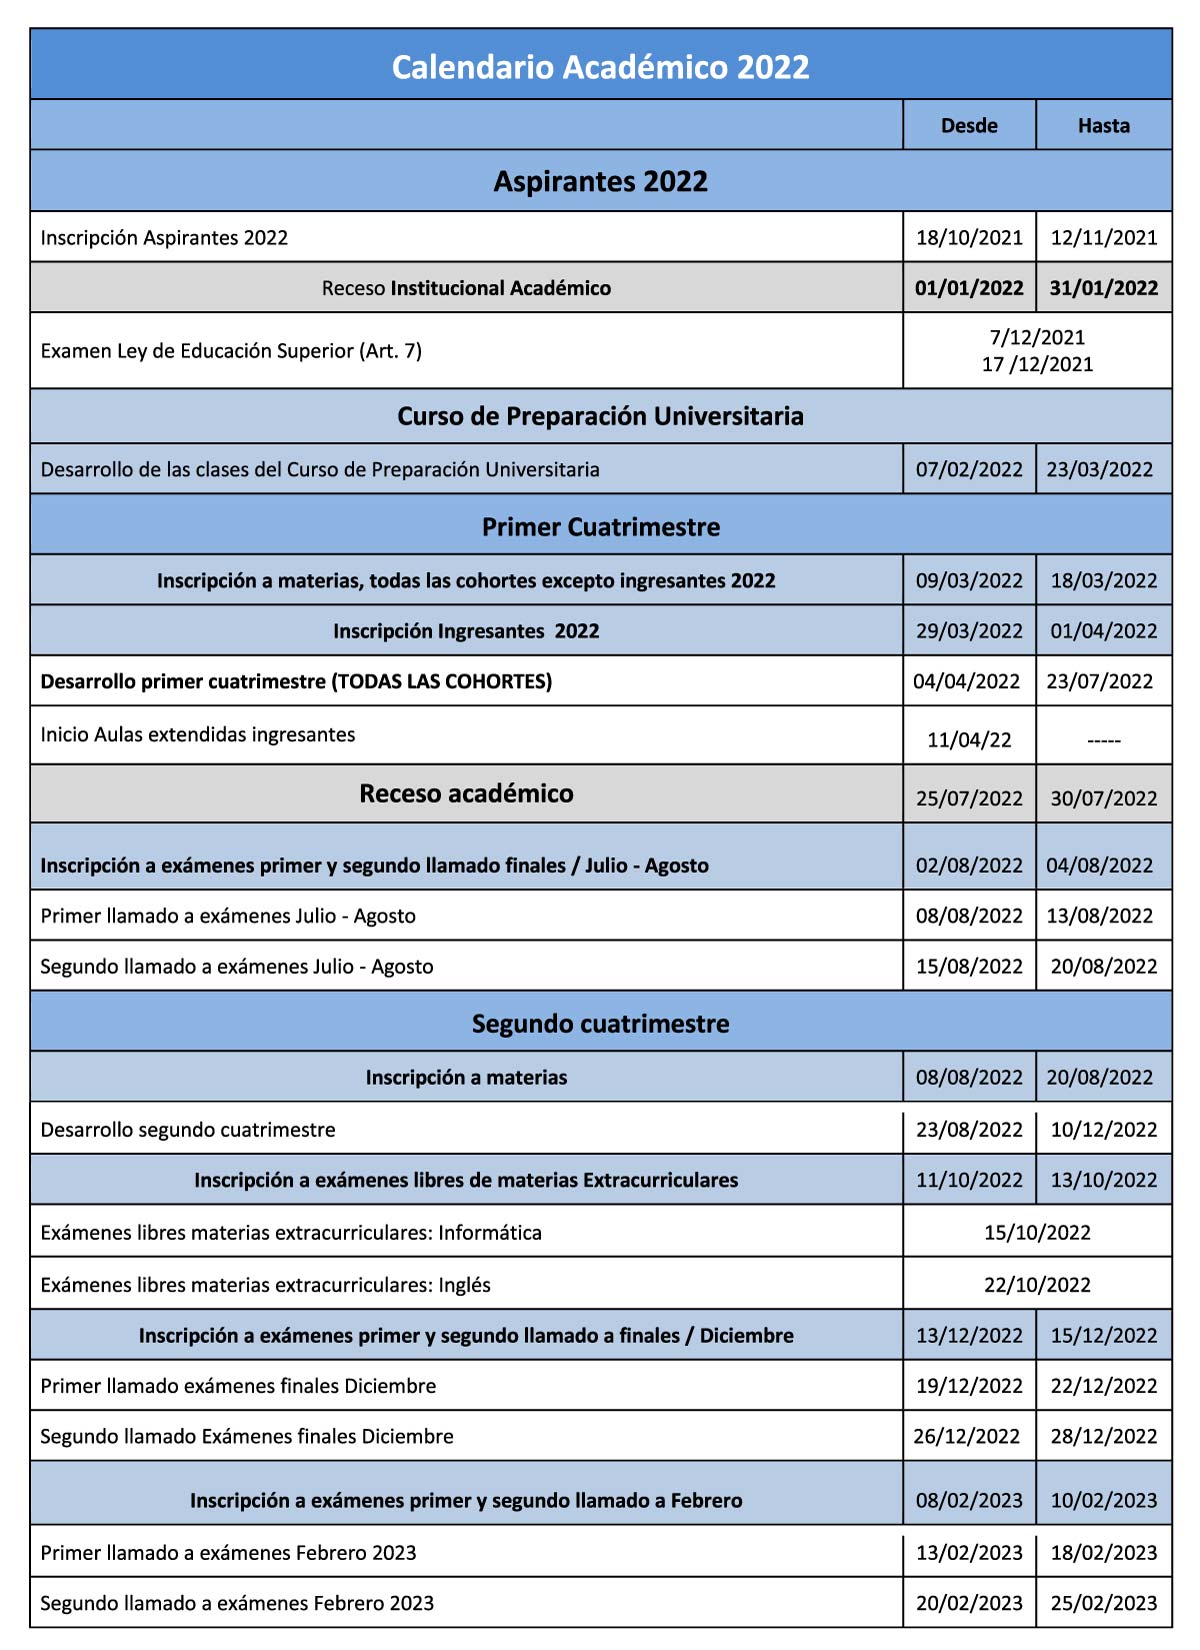 Calendario Académico 2022
Desde Hasta
Aspirantes 2022
Inscripción Aspirantes 2022 18/10/2021 12/11/2021
Receso Institucional Académico 01/01/2022 31/01/2022
Examen Ley de Educación Superior (Art. 7) 7/12/2021
17 /12/2021
Curso de Preparación Universitaria
Desarrollo de las clases del Curso de Preparación Universitaria 07/02/2022 23/03/2022
Primer Cuatrimestre
Inscripción a materias, todas las cohortes excepto ingresantes 2022 09/03/2022 18/03/2022
Inscripción Ingresantes 2022 29/03/2022 01/04/2022
Desarrollo primer cuatrimestre (TODAS LAS COHORTES) 04/04/2022 23/07/2022
Inicio Aulas extendidas ingresantes 11/04/22 -----
Receso académico 25/07/2022 30/07/2022
Inscripción a exámenes primer y segundo llamado finales / Julio - Agosto 02/08/2022 04/08/2022
Primer llamado a exámenes Julio - Agosto 08/08/2022 13/08/2022
Segundo llamado a exámenes Julio - Agosto 15/08/2022 20/08/2022
Segundo cuatrimestre
Inscripción a materias 08/08/2022 20/08/2022
Desarrollo segundo cuatrimestre 23/08/2022 10/12/2022
Inscripción a exámenes libres de materias Extracurriculares 11/10/2022 13/10/2022
Exámenes libres materias extracurriculares: Informática 15/10/2022
Exámenes libres materias extracurriculares: Inglés 22/10/2022
Inscripción a exámenes primer y segundo llamado a finales / Diciembre 13/12/2022 15/12/2022
Primer llamado exámenes finales Diciembre 19/12/2022 22/12/2022
Segundo llamado Exámenes finales Diciembre 26/12/2022 28/12/2022
Inscripción a exámenes primer y segundo llamado a Febrero 08/02/2023 10/02/2023
Primer llamado a exámenes Febrero 2023 13/02/2023 18/02/2023
Segundo llamado a exámenes Febrero 2023 20/02/2023 25/02/2023